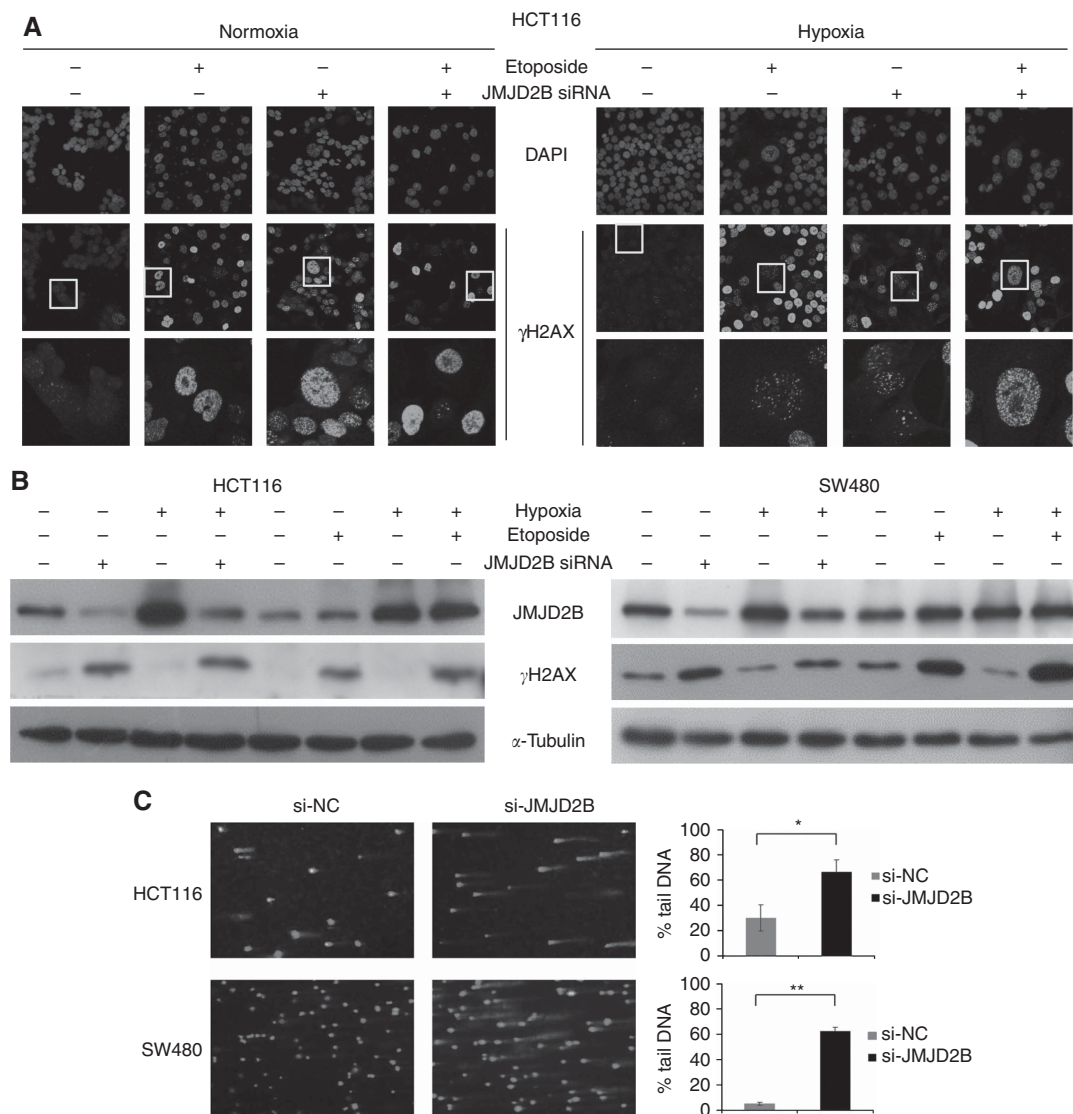 A
HCT116
Normoxia
Hypoxia
– + – + Etoposide – + – +
– – + + JMJD2B siRNA – – + +
DAPI
γH2AX
B
HCT116
SW480
– – + + – – + + Hypoxia – – + + – – + +
– – – – – + – + Etoposide – – – – – + – +
– + – + – – – – JMJD2B siRNA – + – + – – – –
JMJD2B
γH2AX
α-Tubulin
C
si-NC
si-JMJD2B
HCT116
% tail DNA
100
80
60
40
20
0
*
si-NC
si-JMJD2B
SW480
% tail DNA
100
80
60
40
20
0
**
si-NC
si-JMJD2B